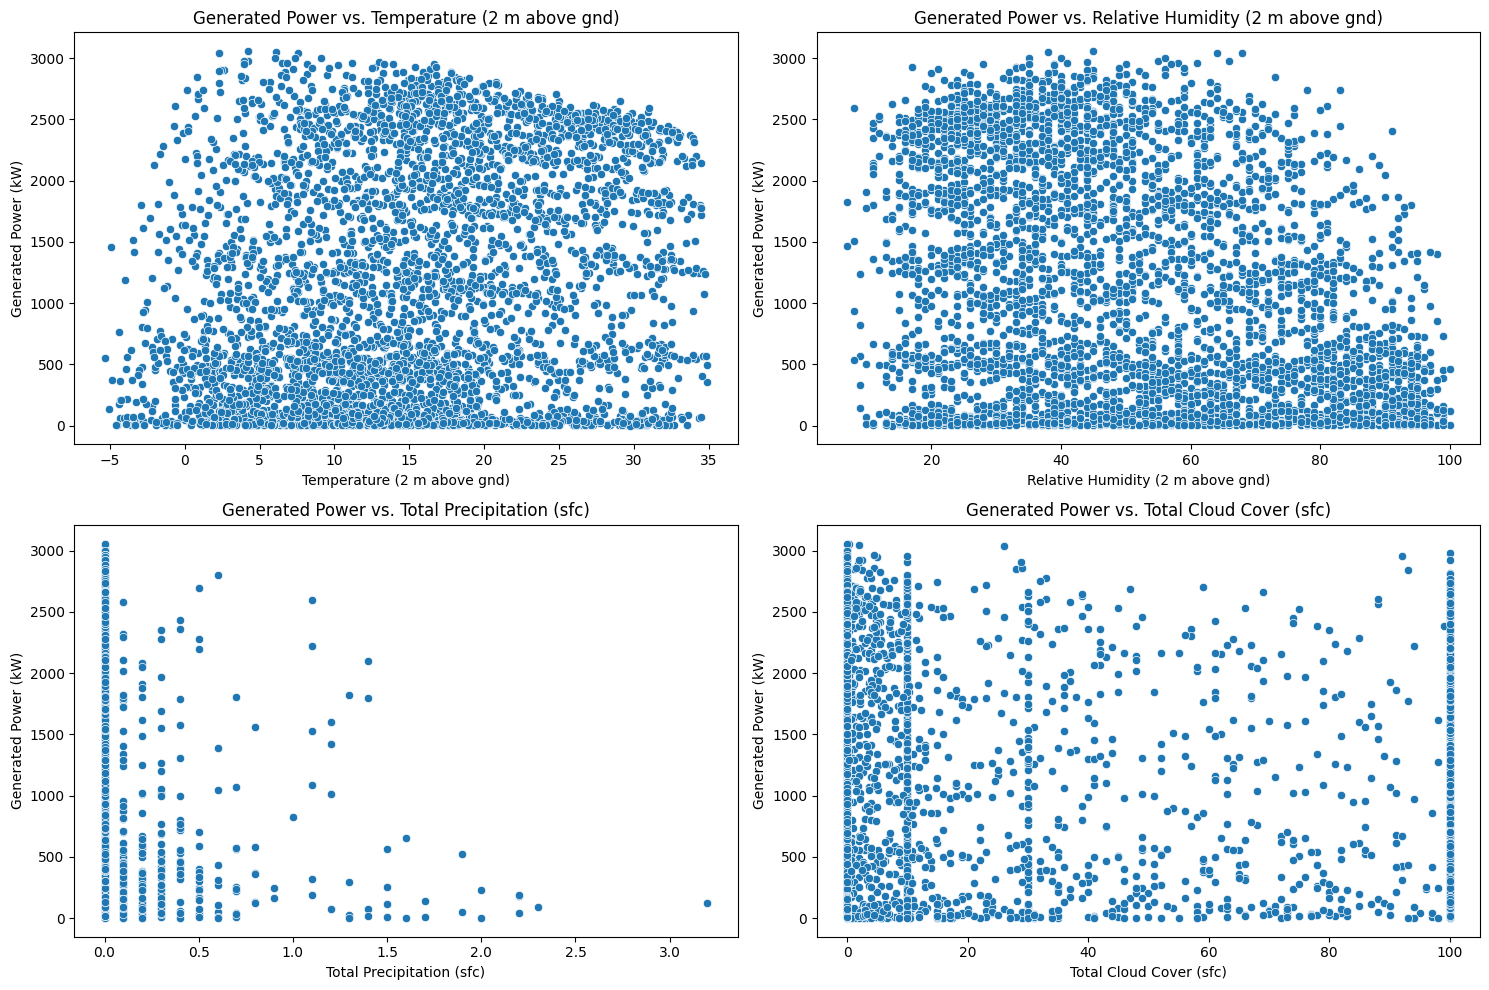 Generated Power vs. Temperature (2 m above gnd)
Generated Power (kW)
3000
2500
2000
1500
1000
500
0
−5 0 5 10 15 20 25 30 35
Temperature (2 m above gnd)
Generated Power vs. Relative Humidity (2 m above gnd)
Generated Power (kW)
3000
2500
2000
1500
1000
500
0
20 40 60 80 100
Relative Humidity (2 m above gnd)
Generated Power vs. Total Precipitation (sfc)
Generated Power (kW)
3000
2500
2000
1500
1000
500
0
0.0 0.5 1.0 1.5 2.0 2.5 3.0
Total Precipitation (sfc)
Generated Power vs. Total Cloud Cover (sfc)
Generated Power (kW)
3000
2500
2000
1500
1000
500
0
0 20 40 60 80 100
Total Cloud Cover (sfc)